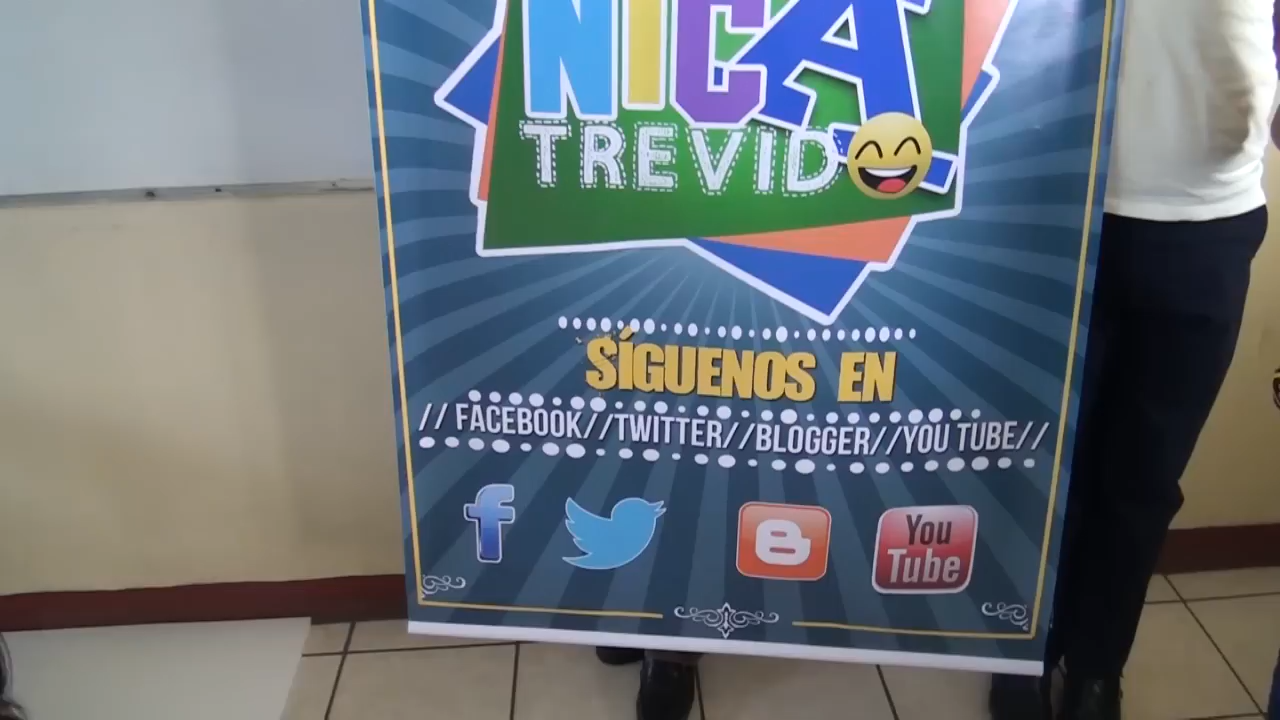 NICA
TREVID
SÍGUENOS EN
// FACEBOOK//TWITTER//BLOGGER//YOU TUBE//
f
B
You
Tube